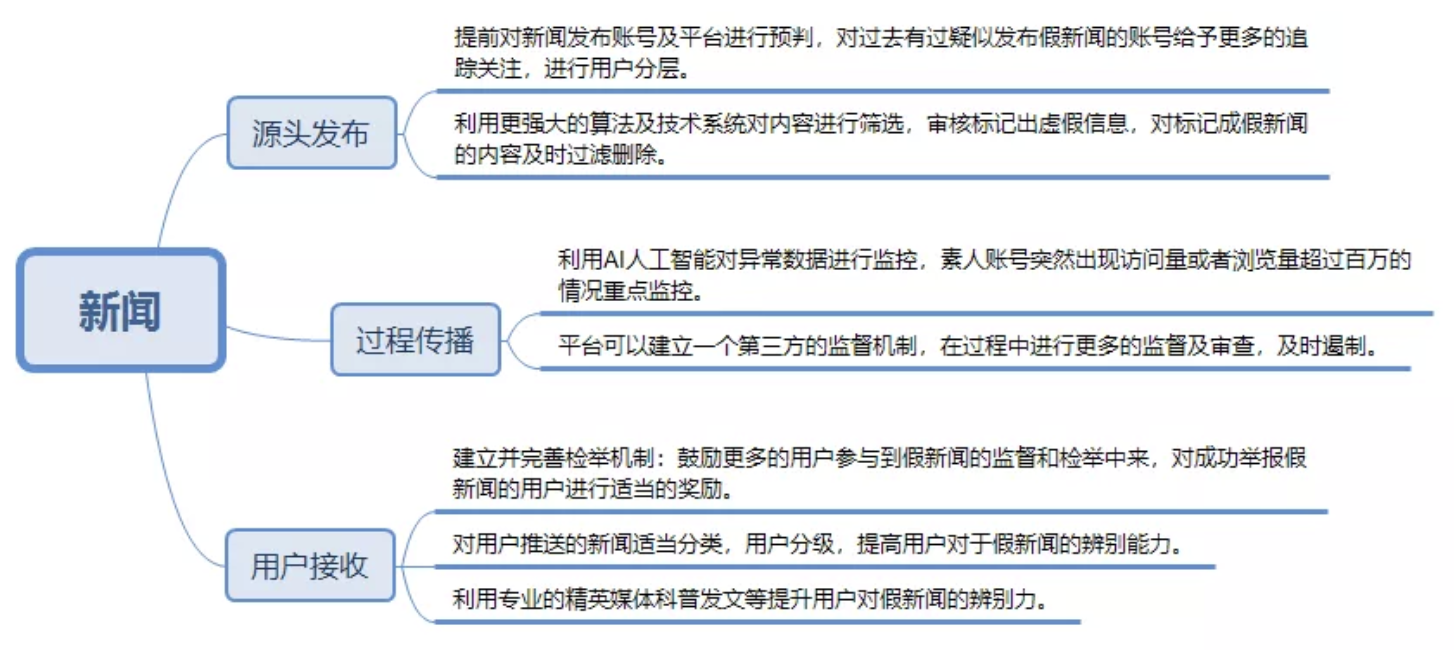 新闻
源头发布
提前对新闻发布账号及平台进行预判，对过去有过疑似发布假新闻的账号给予更多的追
踪关注，进行用户分层。
利用更强大的算法及技术系统对内容进行筛选，审核标记出虚假信息，对标记成假新闻
的内容及时过滤删除。
过程传播
利用AI人工智能对异常数据进行监控，素人账号突然出现访问量或者浏览量超过百万的
情况重点监控。
平台可以建立一个第三方的监督机制，在过程中进行更多的监督及审查，及时遏制。
用户接收
建立并完善检举机制：鼓励更多的用户参与到假新闻的监督和检举中来，对成功举报假
新闻的用户进行适当的奖励。
对用户推送的新闻适当分类，用户分级，提高用户对于假新闻的辨别能力。
利用专业的精英媒体科普发文等提升用户对假新闻的辨别力。